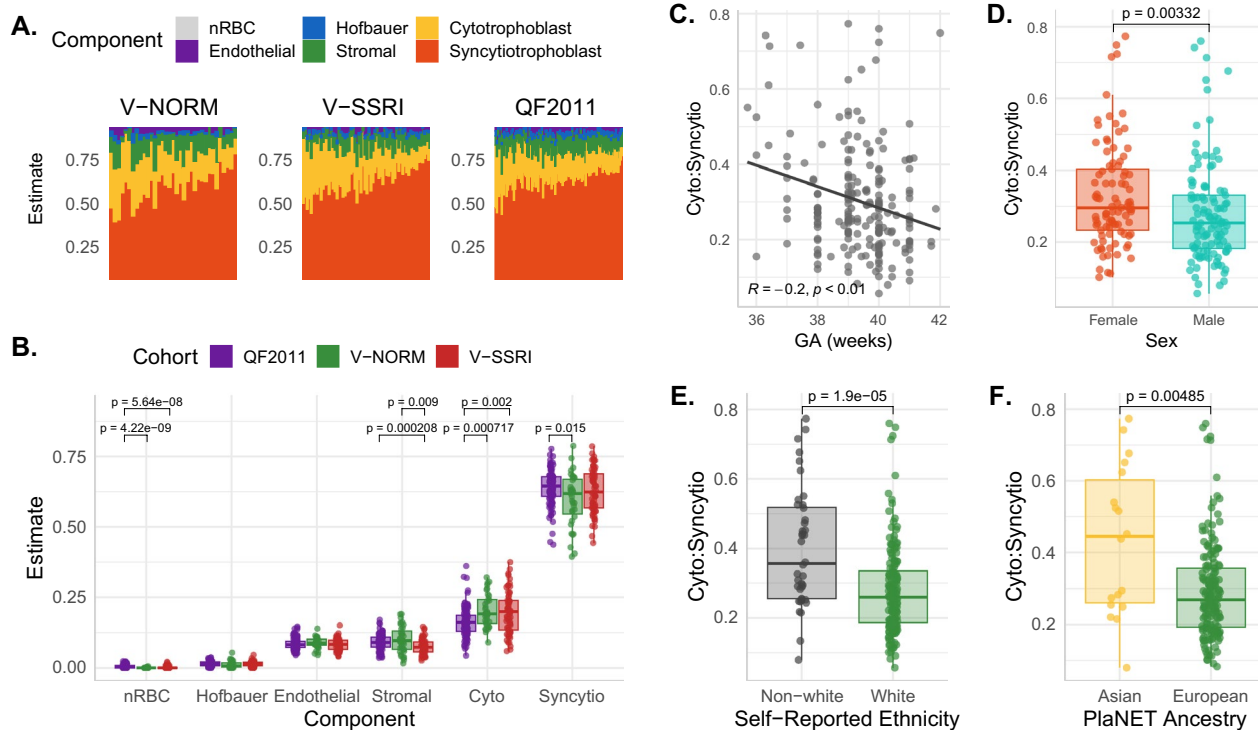 A.
Component
nRBC
Hofbauer
Cytotrophoblast
Endothelial
Stromal
Syncytiotrophoblast
V−NORM
V−SSRI
QF2011
Estimate
0.75
0.50
0.25
0.75
0.50
0.25
0.75
0.50
0.25
B.
Cohort
QF2011
V−NORM
V−SSRI
p = 5.64e−08
p = 4.22e−09
p = 0.009
p = 0.000208
p = 0.002
p = 0.000717
p = 0.015
Estimate
0.75
0.50
0.25
0.00
nRBC
Hofbauer
Endothelial
Stromal
Cyto
Syncytio
Component
C.
Cyto:Syncytio
0.8
0.6
0.4
0.2
R = −0.2, p < 0.01
36
38
40
42
GA (weeks)
D.
p = 0.00332
Cyto:Syncytio
0.8
0.6
0.4
0.2
Female
Male
Sex
E.
p = 1.9e−05
Cyto:Syncytio
0.8
0.6
0.4
0.2
Non−white
White
Self−Reported Ethnicity
F.
p = 0.00485
Cyto:Syncytio
0.8
0.6
0.4
0.2
Asian
European
PlaNET Ancestry